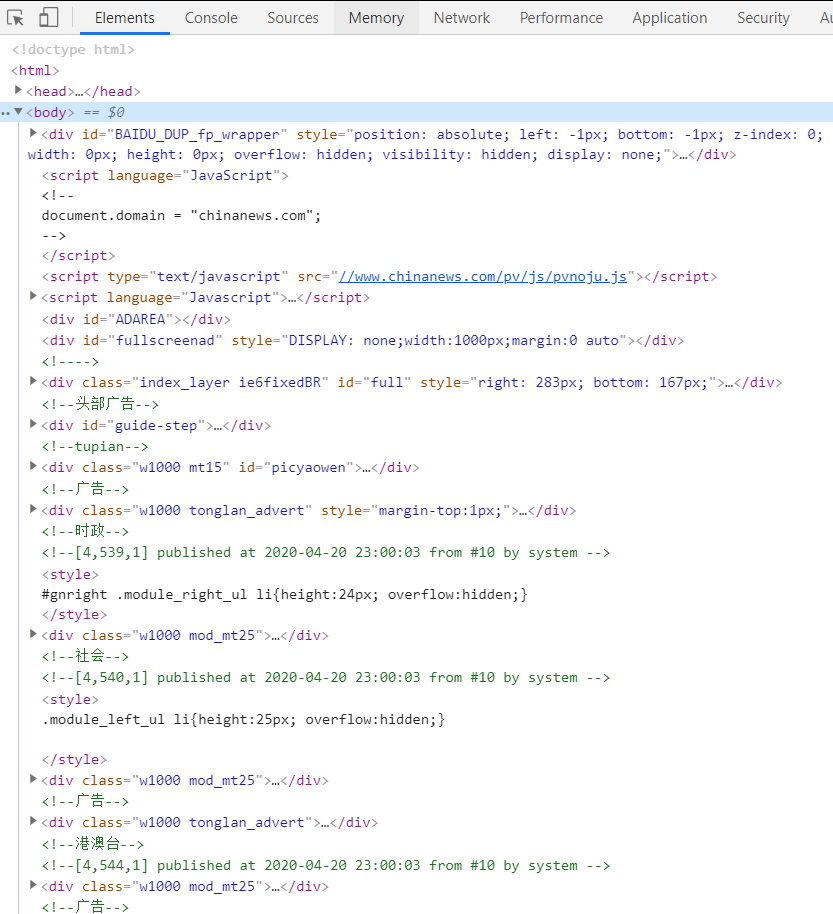 Elements Console Sources Memory Network Performance Application Security Au
<!doctype html>
<html>
<head>…</head>
<body> == $0
<div id="BAIDU_DUP_fp_wrapper" style="position: absolute; left: -1px; bottom: -1px; z-index: 0;
width: 0px; height: 0px; overflow: hidden; visibility: hidden; display: none;">…</div>
<script language="JavaScript">
<!--
document.domain = "chinanews.com";
-->
</script>
<script type="text/javascript" src="//www.chinanews.com/pv/js/pvnoju.js"></script>
<script language="Javascript">…</script>
<div id="ADAREA"></div>
<div id="fullscreenad" style="DISPLAY: none;width:1000px;margin:0 auto"></div>
<!---->
<div class="index_layer ie6fixedBR" id="full" style="right: 283px; bottom: 167px;">…</div>
<!--头部广告-->
<div id="guide-step">…</div>
<!--tupian-->
<div class="w1000 mt15" id="picyaowen">…</div>
<!--广告-->
<div class="w1000 tonglan_advert" style="margin-top:1px;">…</div>
<!--时政-->
<!--[4,539,1] published at 2020-04-20 23:00:03 from #10 by system -->
<style>
#gnright .module_right_ul li{height:24px; overflow:hidden;}
</style>
<div class="w1000 mod_mt25">…</div>
<!--社会-->
<!--[4,540,1] published at 2020-04-20 23:00:03 from #10 by system -->
<style>
.module_left_ul li{height:25px; overflow:hidden;}
</style>
<div class="w1000 mod_mt25">…</div>
<!--广告-->
<div class="w1000 tonglan_advert">…</div>
<!--港澳台-->
<!--[4,544,1] published at 2020-04-20 23:00:03 from #10 by system -->
<div class="w1000 mod_mt25">…</div>
<!--广告-->